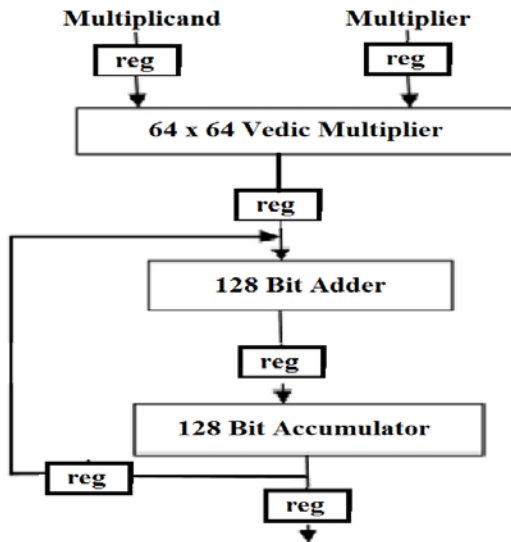 Multiplicand Multiplier
reg reg
64 x 64 Vedic Multiplier
reg
128 Bit Adder
reg
128 Bit Accumulator
reg
reg